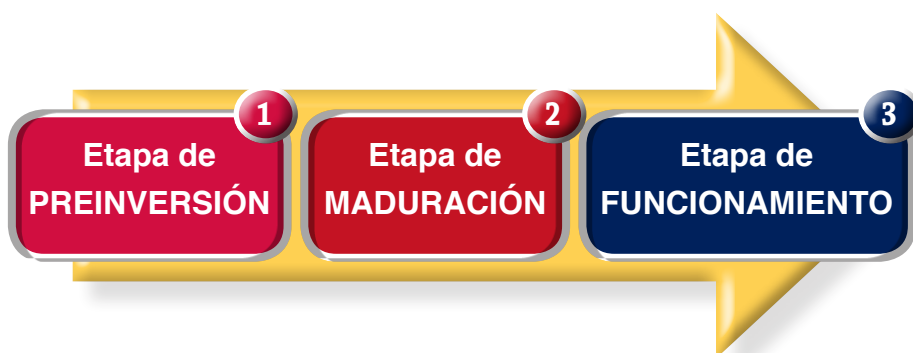 1
Etapa de
PREINVERSIÓN
2
Etapa de
MADURACIÓN
3
Etapa de
FUNCIONAMIENTO